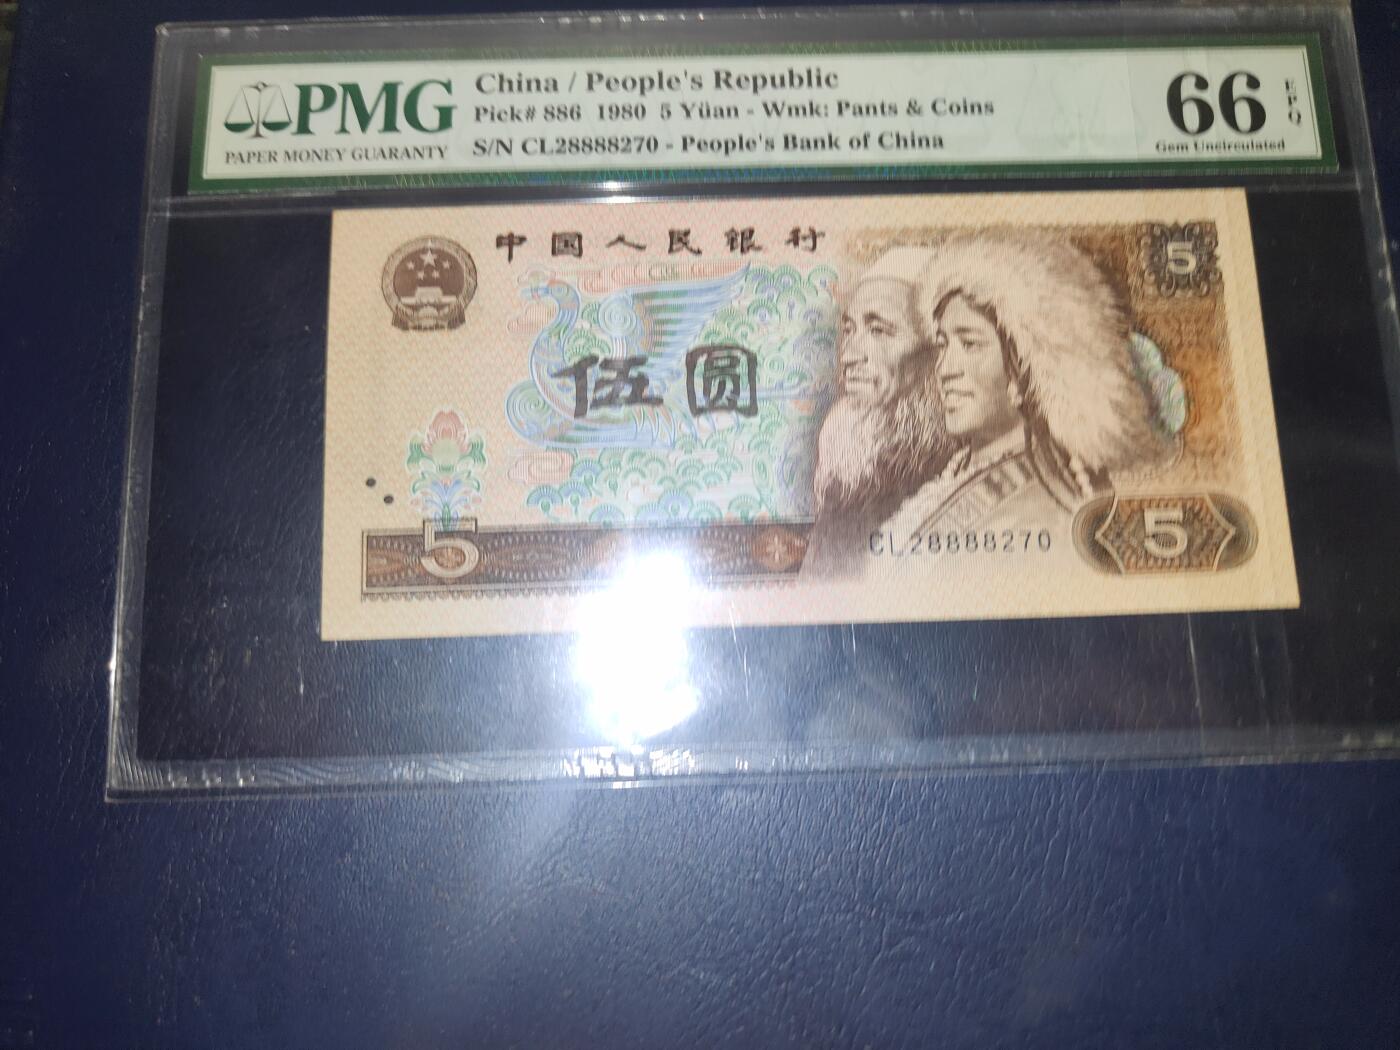 PMG
PAPER MONEY GUARANTY
China / People's Republic
Pick# 886 1980 5 Yüan - Wmk: Pants & Coins
S/N CL28888270 - People's Bank of China
66 EPQ
Gem Uncirculated
中国人民银行
5
伍圆
5
CL28888270
5